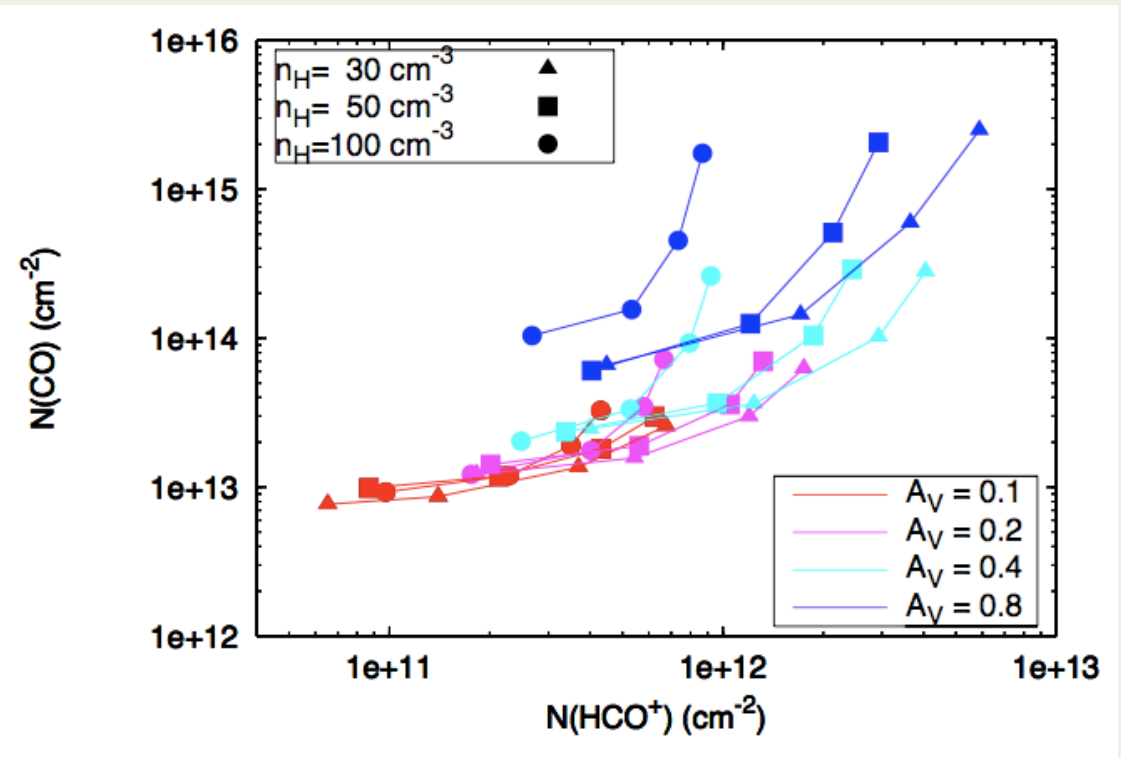 1e+16
1e+15
1e+14
1e+13
1e+12
N(CO) (cm⁻²)
n_H= 30 cm⁻³
n_H= 50 cm⁻³
n_H=100 cm⁻³
A_V = 0.1
A_V = 0.2
A_V = 0.4
A_V = 0.8
1e+11
1e+12
1e+13
N(HCO⁺) (cm⁻²)